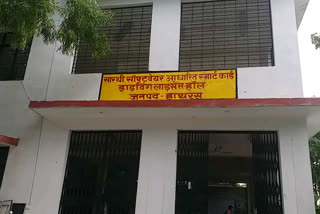 सारथी सॉफ्टवेयर आधारित स्मार्ट कार्ड
ड्राइविंग लाइसेंस हॉल
जनपद - हाथरस